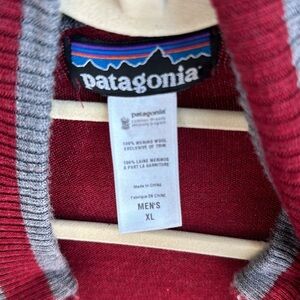 patagonia
patagonia
100% MERINO WOOL
EXCLUSIVE OF TRIM
100% LAINE MERINOS
À PART LA GARNITURE
MADE IN CHINA
FABRIQUÉ EN CHINE
MEN'S
XL